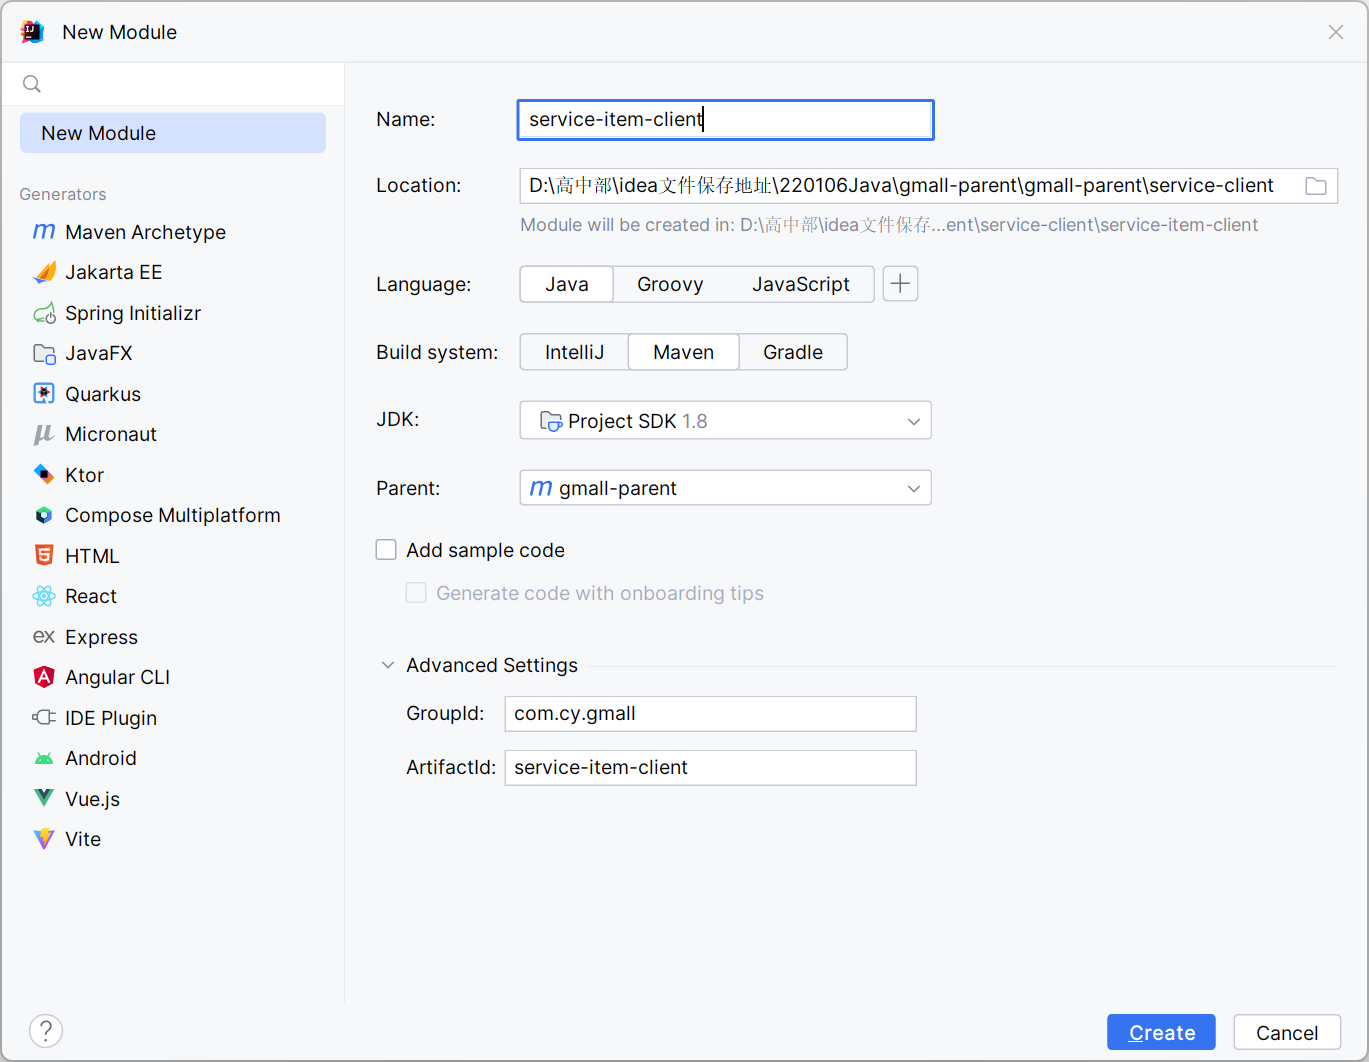 New Module
New Module
Generators
Maven Archetype
Jakarta EE
Spring Initializr
JavaFX
Quarkus
Micronaut
Ktor
Compose Multiplatform
HTML
React
Express
Angular CLI
IDE Plugin
Android
Vue.js
Vite
Name: service-item-client
Location: D:\高中部\idea文件保存地址\220106Java\gmall-parent\gmall-parent\service-client
Module will be created in: D:\高中部\idea文件保存...ent\service-client\service-item-client
Language: Java Groovy JavaScript
Build system: IntelliJ Maven Gradle
JDK: Project SDK 1.8
Parent: gmall-parent
Add sample code
Generate code with onboarding tips
Advanced Settings
GroupId: com.cy.gmall
ArtifactId: service-item-client
? Create Cancel